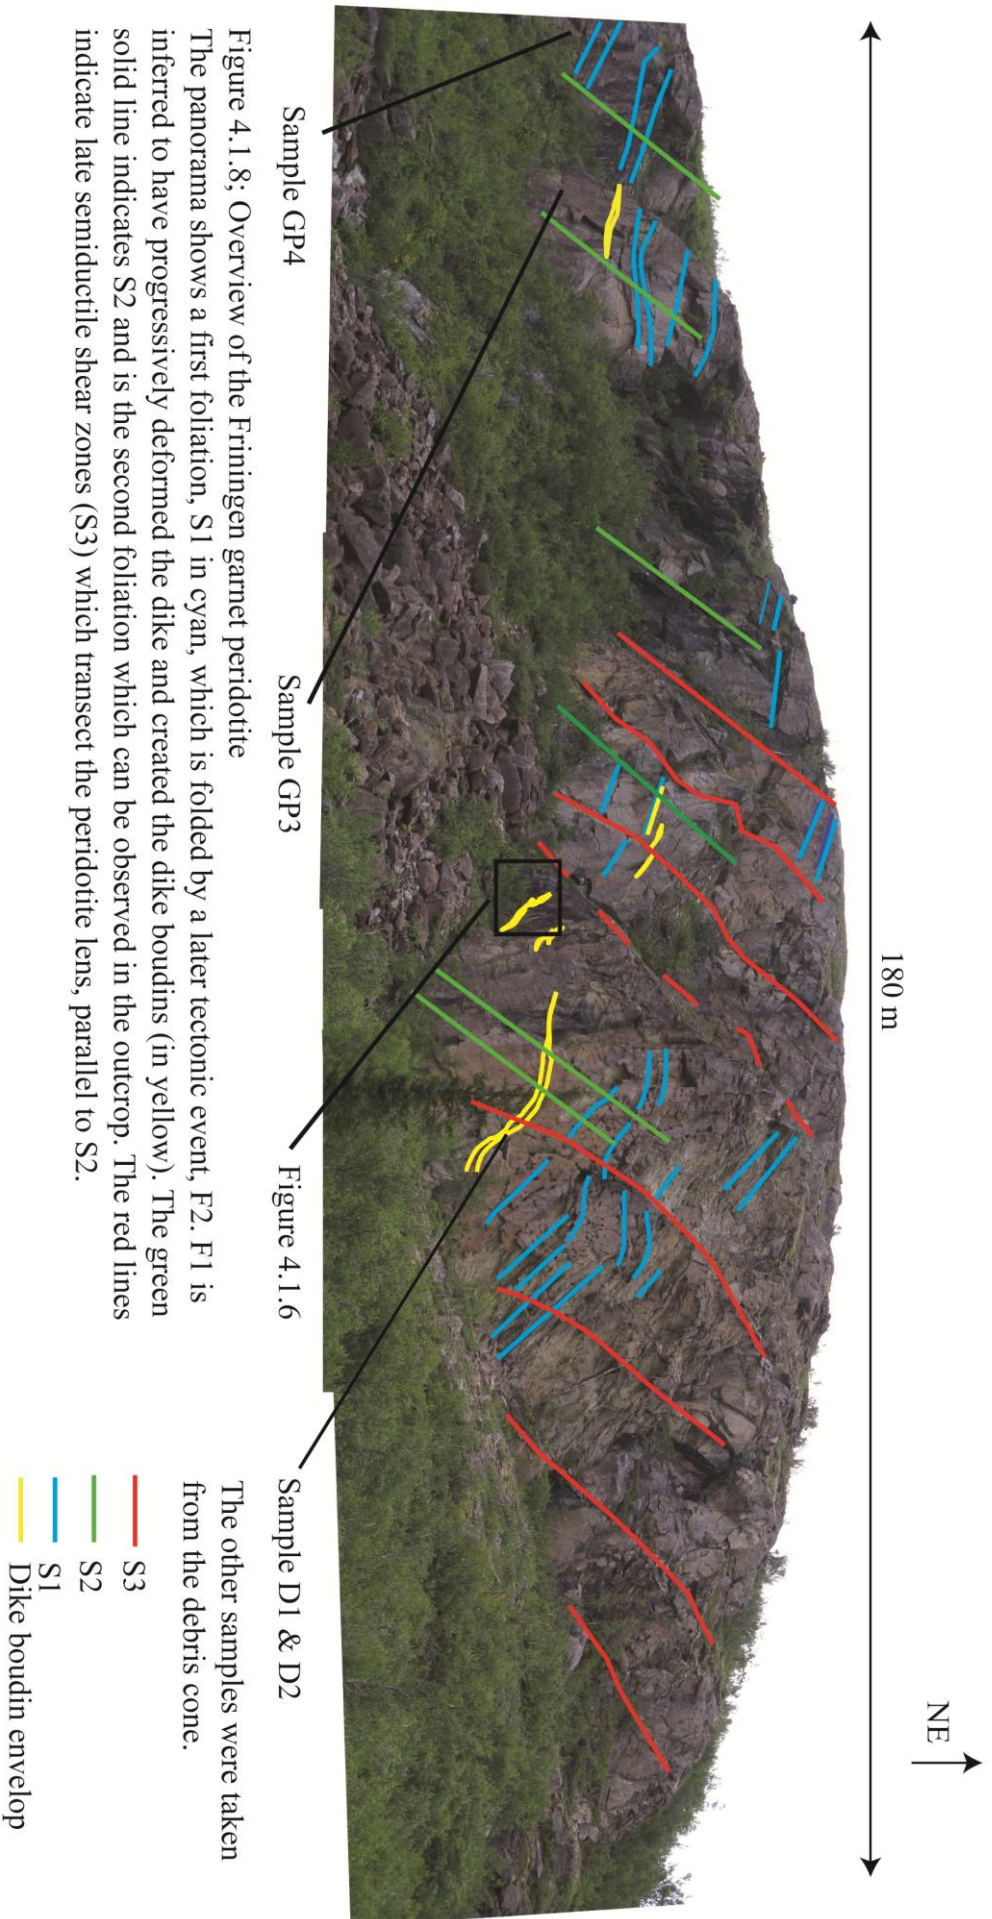 180 m
NE
Sample GP4
Sample GP3
Figure 4.1.6
Sample D1 & D2
Figure 4.1.8; Overview of the Friningen garnet peridotite
The panorama shows a first foliation, S1 in cyan, which is folded by a later tectonic event, F2. F1 is
inferred to have progressively deformed the dike and created the dike boudins (in yellow). The green
solid line indicates S2 and is the second foliation which can be observed in the outcrop. The red lines
indicate late semiductile shear zones (S3) which transect the peridotite lens, parallel to S2.
The other samples were taken
from the debris cone.
S3
S2
S1
Dike boudin envelop